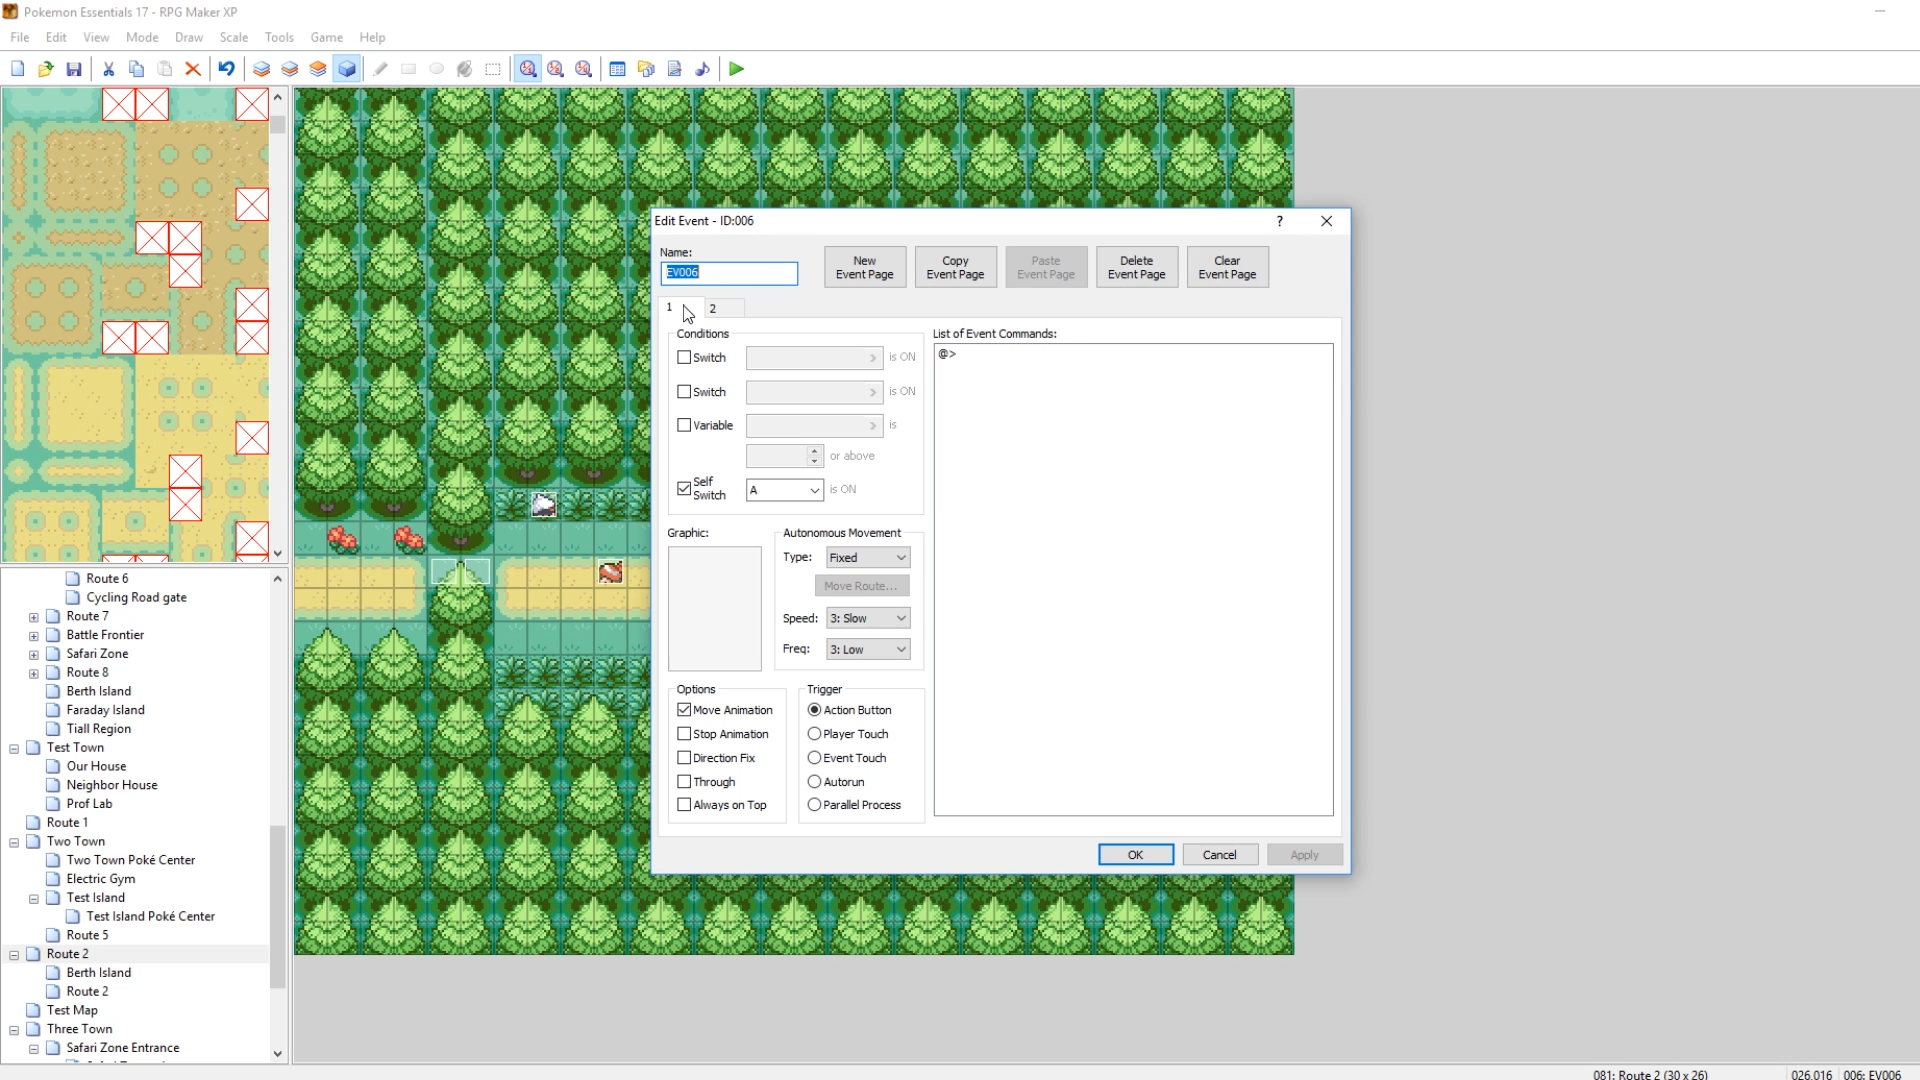 Pokemon Essentials 17 - RPG Maker XP
File Edit View Mode Draw Scale Tools Game Help
Edit Event - ID:006
?
Name:
EV006
New Event Page
Copy Event Page
Paste Event Page
Delete Event Page
Clear Event Page
1 2
Conditions
Switch is ON
Switch is ON
Variable is
or above
Self Switch A is ON
Graphic:
Autonomous Movement
Type: Fixed
Move Route...
Speed: 3: Slow
Freq: 3: Low
Options
Move Animation
Stop Animation
Direction Fix
Through
Always on Top
Trigger
Action Button
Player Touch
Event Touch
Autorun
Parallel Process
List of Event Commands:
@>
OK Cancel Apply
Route 6
Cycling Road gate
Route 7
Battle Frontier
Safari Zone
Route 8
Berth Island
Faraday Island
Tiall Region
Test Town
Our House
Neighbor House
Prof Lab
Route 1
Two Town
Two Town Poké Center
Electric Gym
Test Island
Test Island Poké Center
Route 5
Route 2
Berth Island
Route 2
Test Map
Three Town
Safari Zone Entrance
081: Route 2 (30 x 26) 026,016 006: EV006